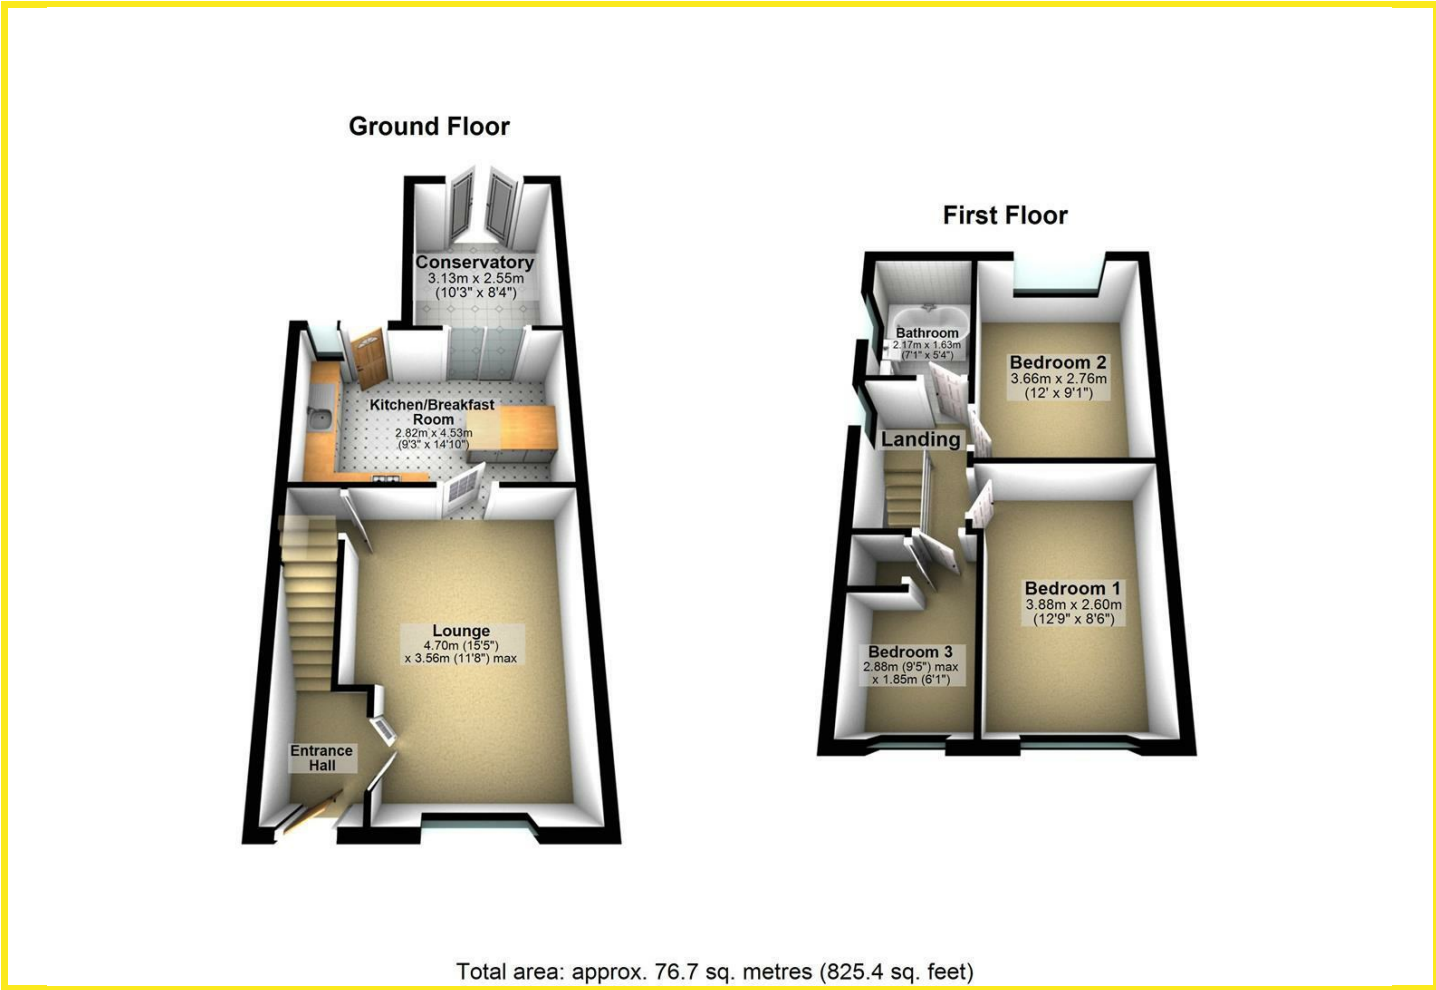 Ground Floor
Conservatory
3.13m x 2.55m
(10'3" x 8'4")
Kitchen/Breakfast
Room
2.82m x 4.53m
(9'3" x 14'10")
Lounge
4.70m (15'5")
x 3.56m (11'8") max
Entrance
Hall
First Floor
Bathroom
2.17m x 1.63m
(7'1" x 5'4")
Bedroom 2
3.66m x 2.76m
(12' x 9'1")
Landing
Bedroom 1
3.88m x 2.60m
(12'9" x 8'6")
Bedroom 3
2.88m (9'5") max
x 1.85m (6'1")
Total area: approx. 76.7 sq. metres (825.4 sq. feet)